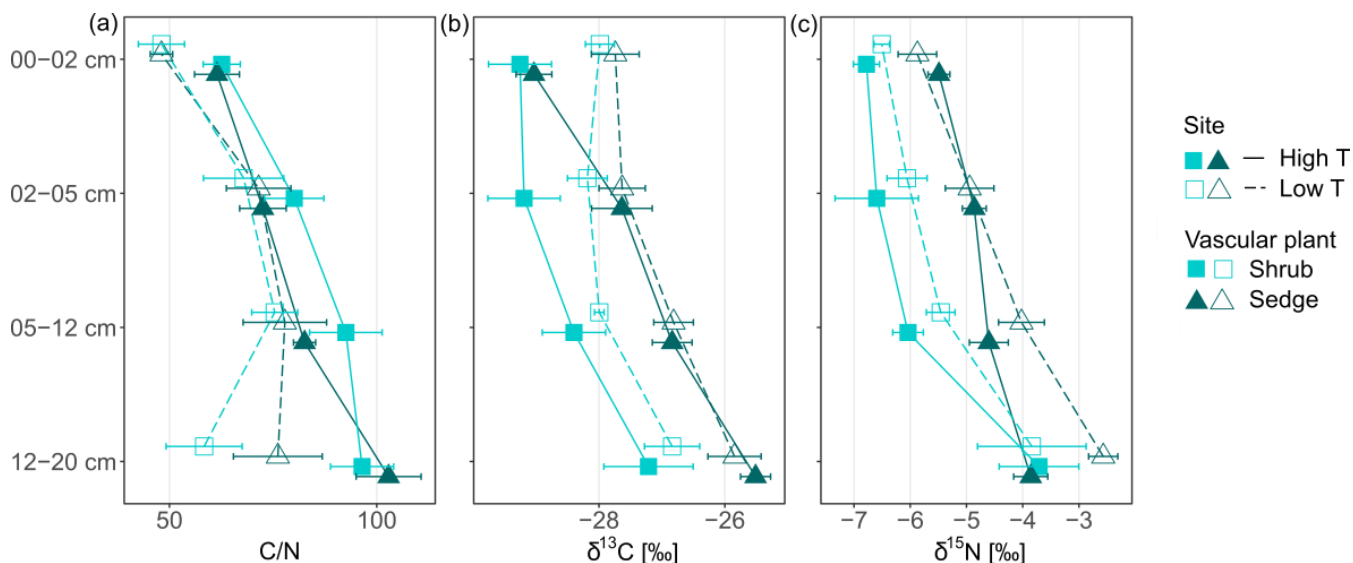 (a)
(b)
(c)
00−02 cm
02−05 cm
05−12 cm
12−20 cm
50
100
−28
−26
−7
−6
−5
−4
−3
C/N
δ¹³C [‰]
δ¹⁵N [‰]
Site
High T
Low T
Vascular plant
Shrub
Sedge